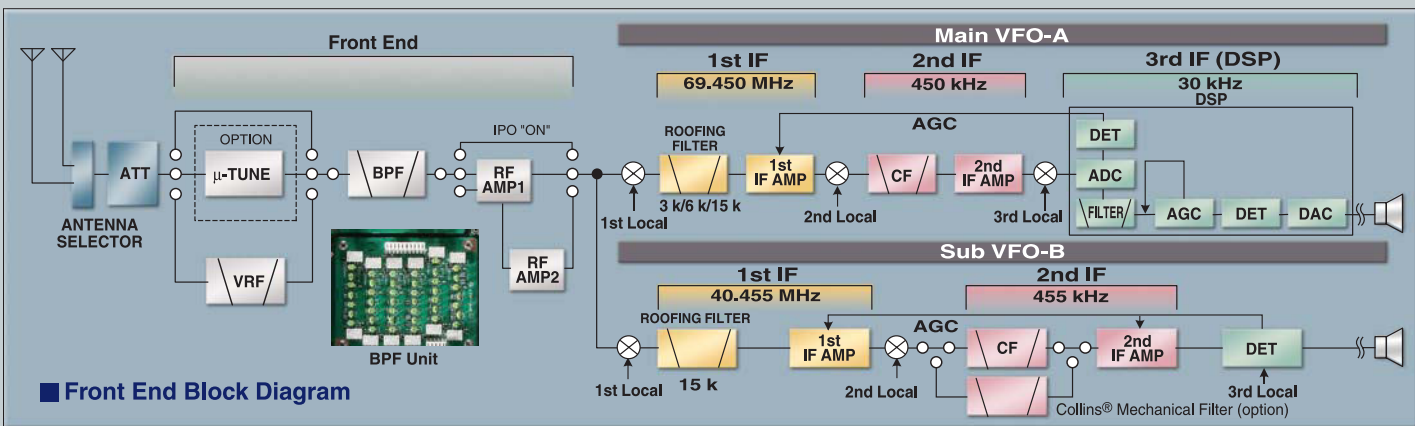 Front End
Main VFO-A
1st IF
2nd IF
3rd IF (DSP)
69.450 MHz
450 kHz
30 kHz
DSP
OPTION
IPO "ON"
AGC
ROOFING
FILTER
DET
ATT
μ-TUNE
BPF
RF
AMP1
1st
IF AMP
CF
2nd
IF AMP
ADC
3 k/6 k/15 k
FILTER
AGC
DET
DAC
1st Local
2nd Local
3rd Local
ANTENNA
SELECTOR
VRF
RF
AMP2
BPF Unit
Sub VFO-B
1st IF
2nd IF
40.455 MHz
455 kHz
ROOFING FILTER
AGC
1st
IF AMP
CF
2nd
IF AMP
DET
15 k
1st Local
2nd Local
3rd Local
Collins® Mechanical Filter (option)
■ Front End Block Diagram